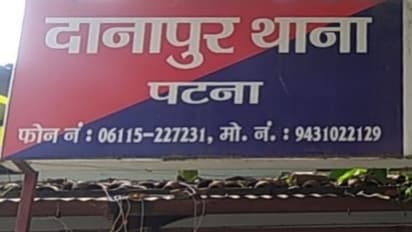 दानापुर थाना
पटना
फोन नं : 06115-227231, मो. नं. : 9431022129